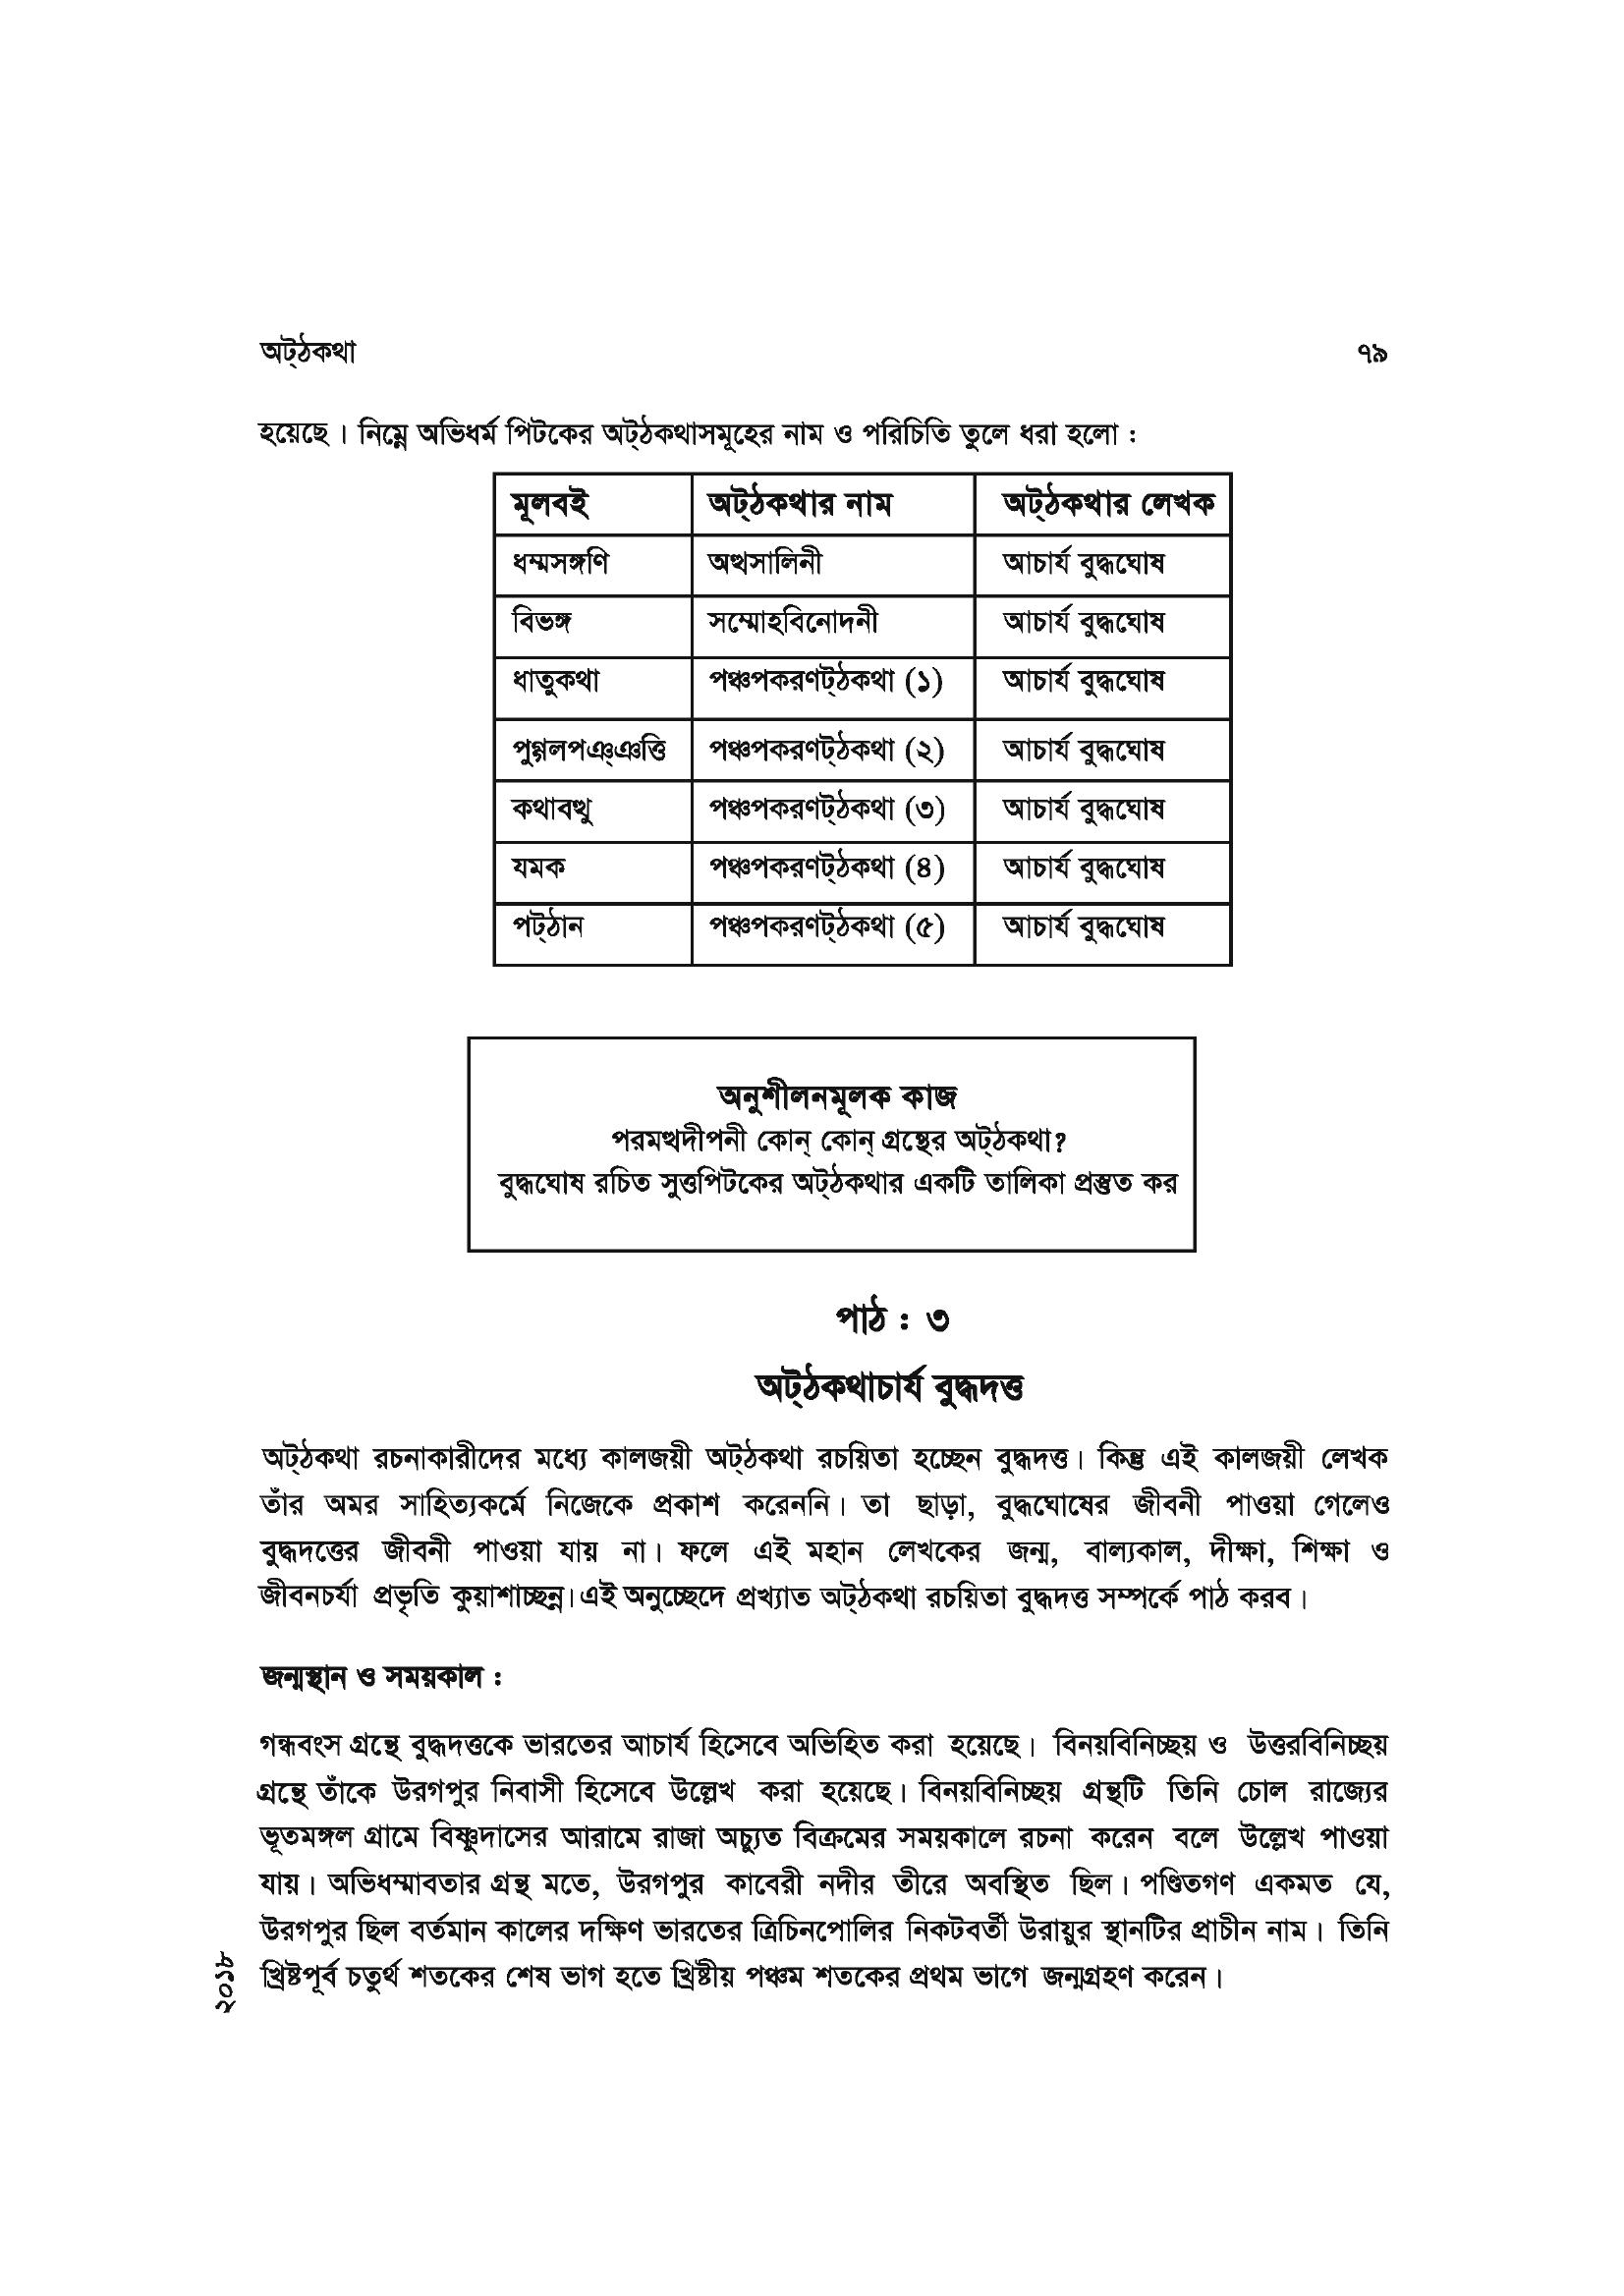 অট্‌ঠকথা ৭৯
হয়েছে। নিম্নে অভিধর্ম পিটকের অট্‌ঠকথাসমূহের নাম ও পরিচিতি তুলে ধরা হলো :
মূলবই অট্‌ঠকথার নাম অট্‌ঠকথার লেখক
ধম্মসঙ্গণি অত্থসালিনী আচার্য বুদ্ধঘোষ
বিভঙ্গ সম্মোহবিনোদনী আচার্য বুদ্ধঘোষ
ধাতুকথা পঞ্চপকরণট্‌ঠকথা (১) আচার্য বুদ্ধঘোষ
পুগ্গলপঞ্‌ঞত্তি পঞ্চপকরণট্‌ঠকথা (২) আচার্য বুদ্ধঘোষ
কথাবত্থু পঞ্চপকরণট্‌ঠকথা (৩) আচার্য বুদ্ধঘোষ
যমক পঞ্চপকরণট্‌ঠকথা (৪) আচার্য বুদ্ধঘোষ
পট্‌ঠান পঞ্চপকরণট্‌ঠকথা (৫) আচার্য বুদ্ধঘোষ
অনুশীলনমূলক কাজ
পরমত্থদীপনী কোন্ কোন্ গ্রন্থের অট্‌ঠকথা?
বুদ্ধঘোষ রচিত সুত্তপিটকের অট্‌ঠকথার একটি তালিকা প্রস্তুত কর
পাঠ : ৩
অট্‌ঠকথাচার্য বুদ্ধদত্ত
অট্‌ঠকথা রচনাকারীদের মধ্যে কালজয়ী অট্‌ঠকথা রচয়িতা হচ্ছেন বুদ্ধদত্ত। কিন্তু এই কালজয়ী লেখক
তাঁর অমর সাহিত্যকর্মে নিজেকে প্রকাশ করেননি। তা ছাড়া, বুদ্ধঘোষের জীবনী পাওয়া গেলেও
বুদ্ধদত্তের জীবনী পাওয়া যায় না। ফলে এই মহান লেখকের জন্ম, বাল্যকাল, দীক্ষা, শিক্ষা ও
জীবনচর্যা প্রভৃতি কুয়াশাচ্ছন্ন। এই অনুচ্ছেদে প্রখ্যাত অট্‌ঠকথা রচয়িতা বুদ্ধদত্ত সম্পর্কে পাঠ করব।
জন্মস্থান ও সময়কাল :
গন্ধবংস গ্রন্থে বুদ্ধদত্তকে ভারতের আচার্য হিসেবে অভিহিত করা হয়েছে। বিনয়বিনিচ্ছয় ও উত্তরবিনিচ্ছয়
গ্রন্থে তাঁকে উরগপুর নিবাসী হিসেবে উল্লেখ করা হয়েছে। বিনয়বিনিচ্ছয় গ্রন্থটি তিনি চোল রাজ্যের
ভূতমঙ্গল গ্রামে বিষ্ণুদাসের আরামে রাজা অচ্যুত বিক্রমের সময়কালে রচনা করেন বলে উল্লেখ পাওয়া
যায়। অভিধম্মাবতার গ্রন্থ মতে, উরগপুর কাবেরী নদীর তীরে অবস্থিত ছিল। পণ্ডিতগণ একমত যে,
উরগপুর ছিল বর্তমান কালের দক্ষিণ ভারতের ত্রিচিনপোলির নিকটবর্তী উরায়ুর স্থানটির প্রাচীন নাম। তিনি
খ্রিষ্টপূর্ব চতুর্থ শতকের শেষ ভাগ হতে খ্রিষ্টীয় পঞ্চম শতকের প্রথম ভাগে জন্মগ্রহণ করেন।
২০১৮